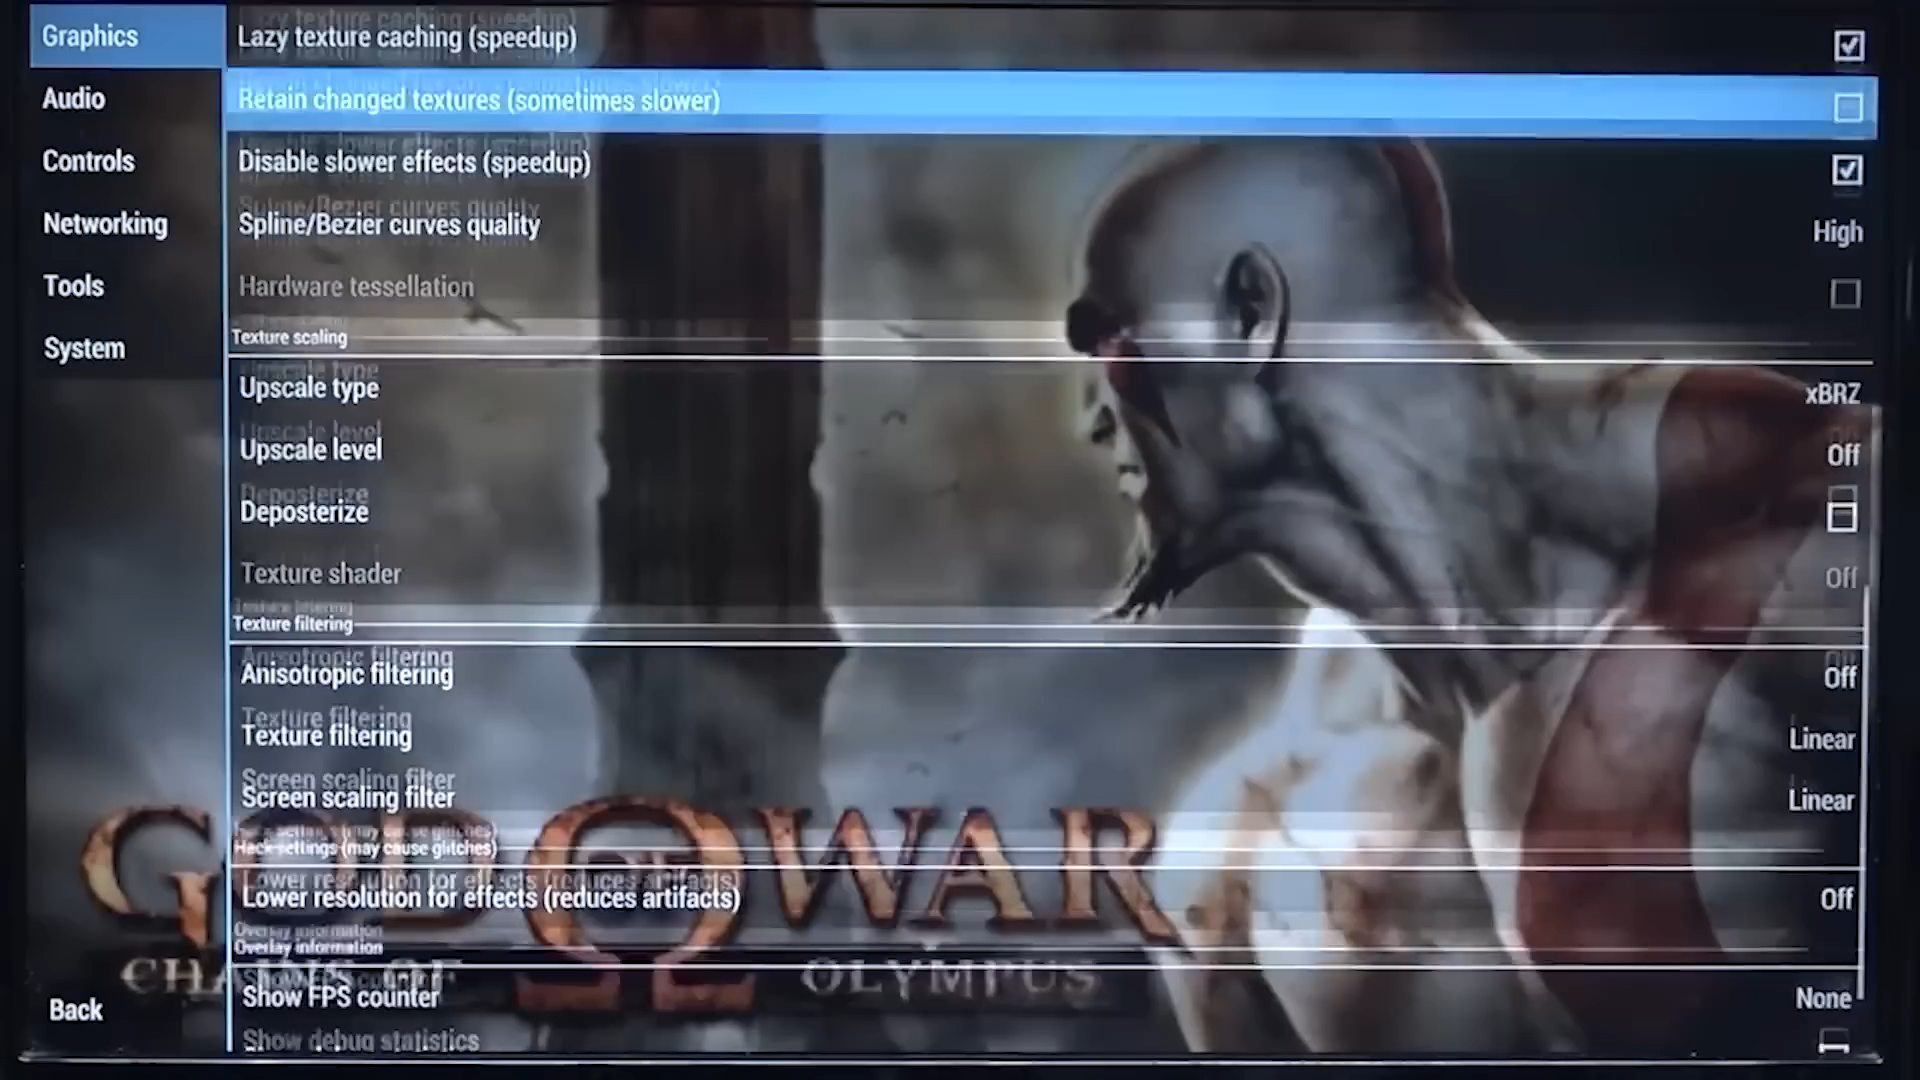 Graphics
Audio
Controls
Networking
Tools
System
Back
Lazy texture caching (speedup)
Retain changed textures (sometimes slower)
Disable slower effects (speedup)
Spline/Bezier curves quality
High
Hardware tessellation
Texture scaling
Upscale type
xBRZ
Upscale level
Off
Deposterize
Texture shader
Off
Texture filtering
Anisotropic filtering
Off
Texture filtering
Linear
Screen scaling filter
Linear
Hack settings (may cause glitches)
Lower resolution for effects (reduces artifacts)
Off
Overlay information
Show FPS counter
None
Show debug statistics
GOD OF WAR
CHAINS OF OLYMPUS